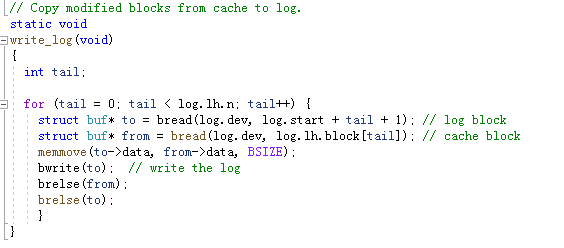 // Copy modified blocks from cache to log.
static void
write_log(void)
{
  int tail;

  for (tail = 0; tail < log.lh.n; tail++) {
    struct buf* to = bread(log.dev, log.start + tail + 1); // log block
    struct buf* from = bread(log.dev, log.lh.block[tail]); // cache block
    memmove(to->data, from->data, BSIZE);
    bwrite(to);  // write the log
    brelse(from);
    brelse(to);
    }
}